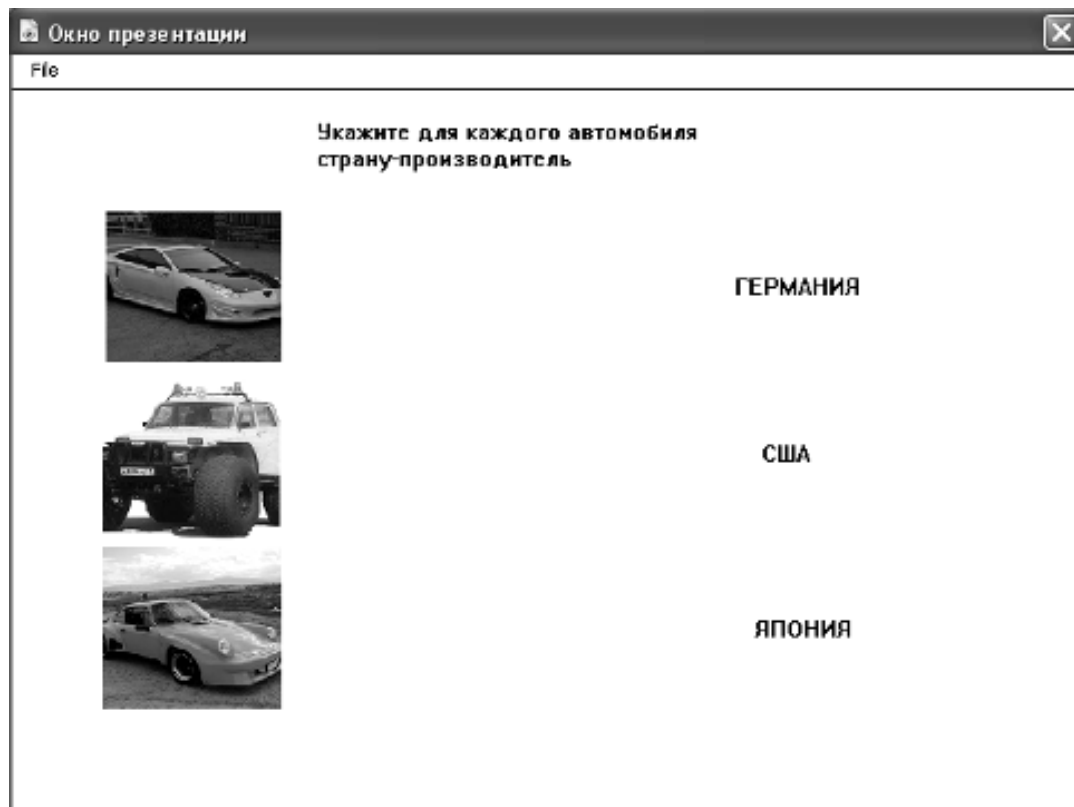 Окно презентации
File
Укажите для каждого автомобиля
страну-производитель
ГЕРМАНИЯ
США
ЯПОНИЯ